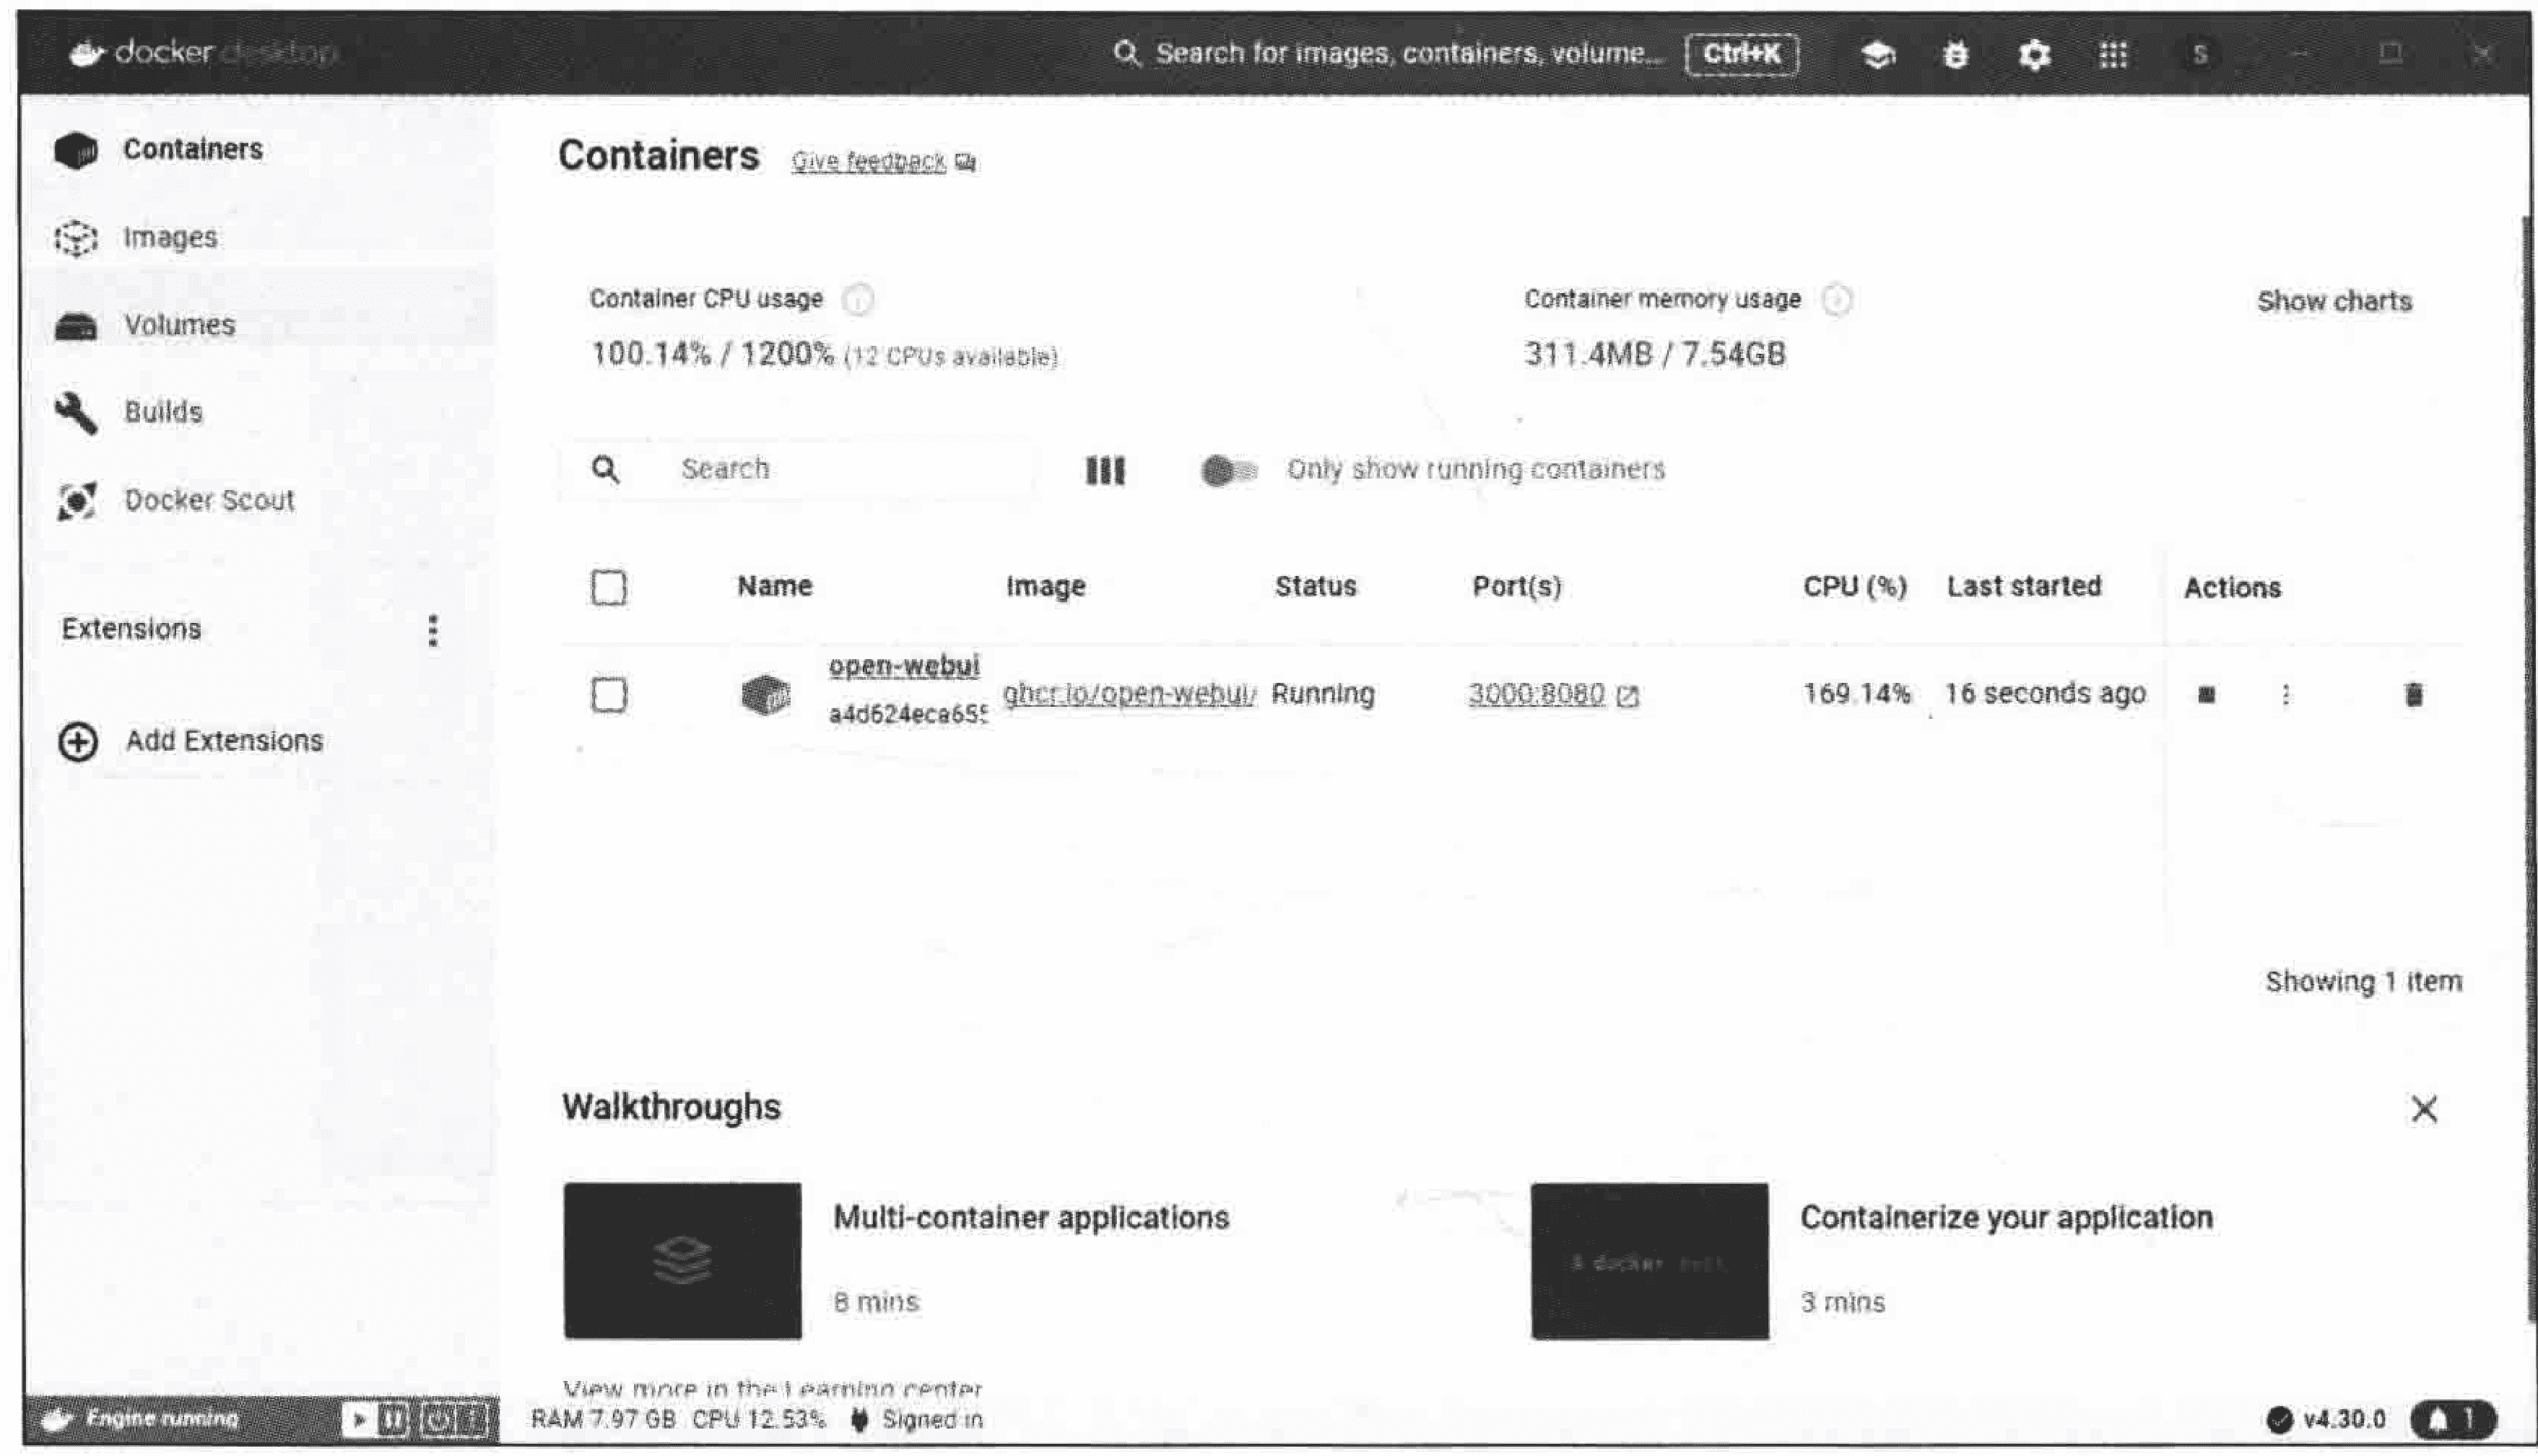 docker desktop
Search for images, containers, volume... Ctrl+K
S
Containers
Images
Volumes
Builds
Docker Scout
Extensions
Add Extensions
Containers Give feedback
Container CPU usage
100.14% / 1200% (12 CPUs available)
Container memory usage
311.4MB / 7.54GB
Show charts
Search
Only show running containers
Name Image Status Port(s) CPU (%) Last started Actions
open-webui
a4d624eca655
ghcr.io/open-webui/ Running 3000:8080 169.14% 16 seconds ago
Showing 1 item
Walkthroughs
Multi-container applications
8 mins
Containerize your application
3 mins
View more in the Learning center
Engine running
RAM 7.97 GB CPU 12.53% Signed in
v4.30.0
1